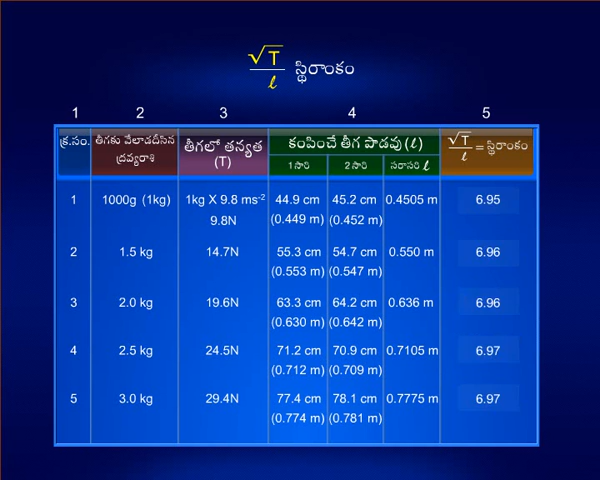 √T/ℓ స్థిరాంకం
1 2 3 4 5
క్ర.సం. తీగకు వేలాడదీసిన ద్రవ్యరాశి తీగలో తన్యత (T) కంపించే తీగ పొడవు (ℓ) √T/ℓ = స్థిరాంకం
1 సారి 2 సారి సరాసరి ℓ
1 1000g (1kg) 1kg X 9.8 ms⁻² 44.9 cm 45.2 cm 0.4505 m 6.95
9.8N (0.449 m) (0.452 m)
2 1.5 kg 14.7N 55.3 cm 54.7 cm 0.550 m 6.96
(0.553 m) (0.547 m)
3 2.0 kg 19.6N 63.3 cm 64.2 cm 0.636 m 6.96
(0.630 m) (0.642 m)
4 2.5 kg 24.5N 71.2 cm 70.9 cm 0.7105 m 6.97
(0.712 m) (0.709 m)
5 3.0 kg 29.4N 77.4 cm 78.1 cm 0.7775 m 6.97
(0.774 m) (0.781 m)